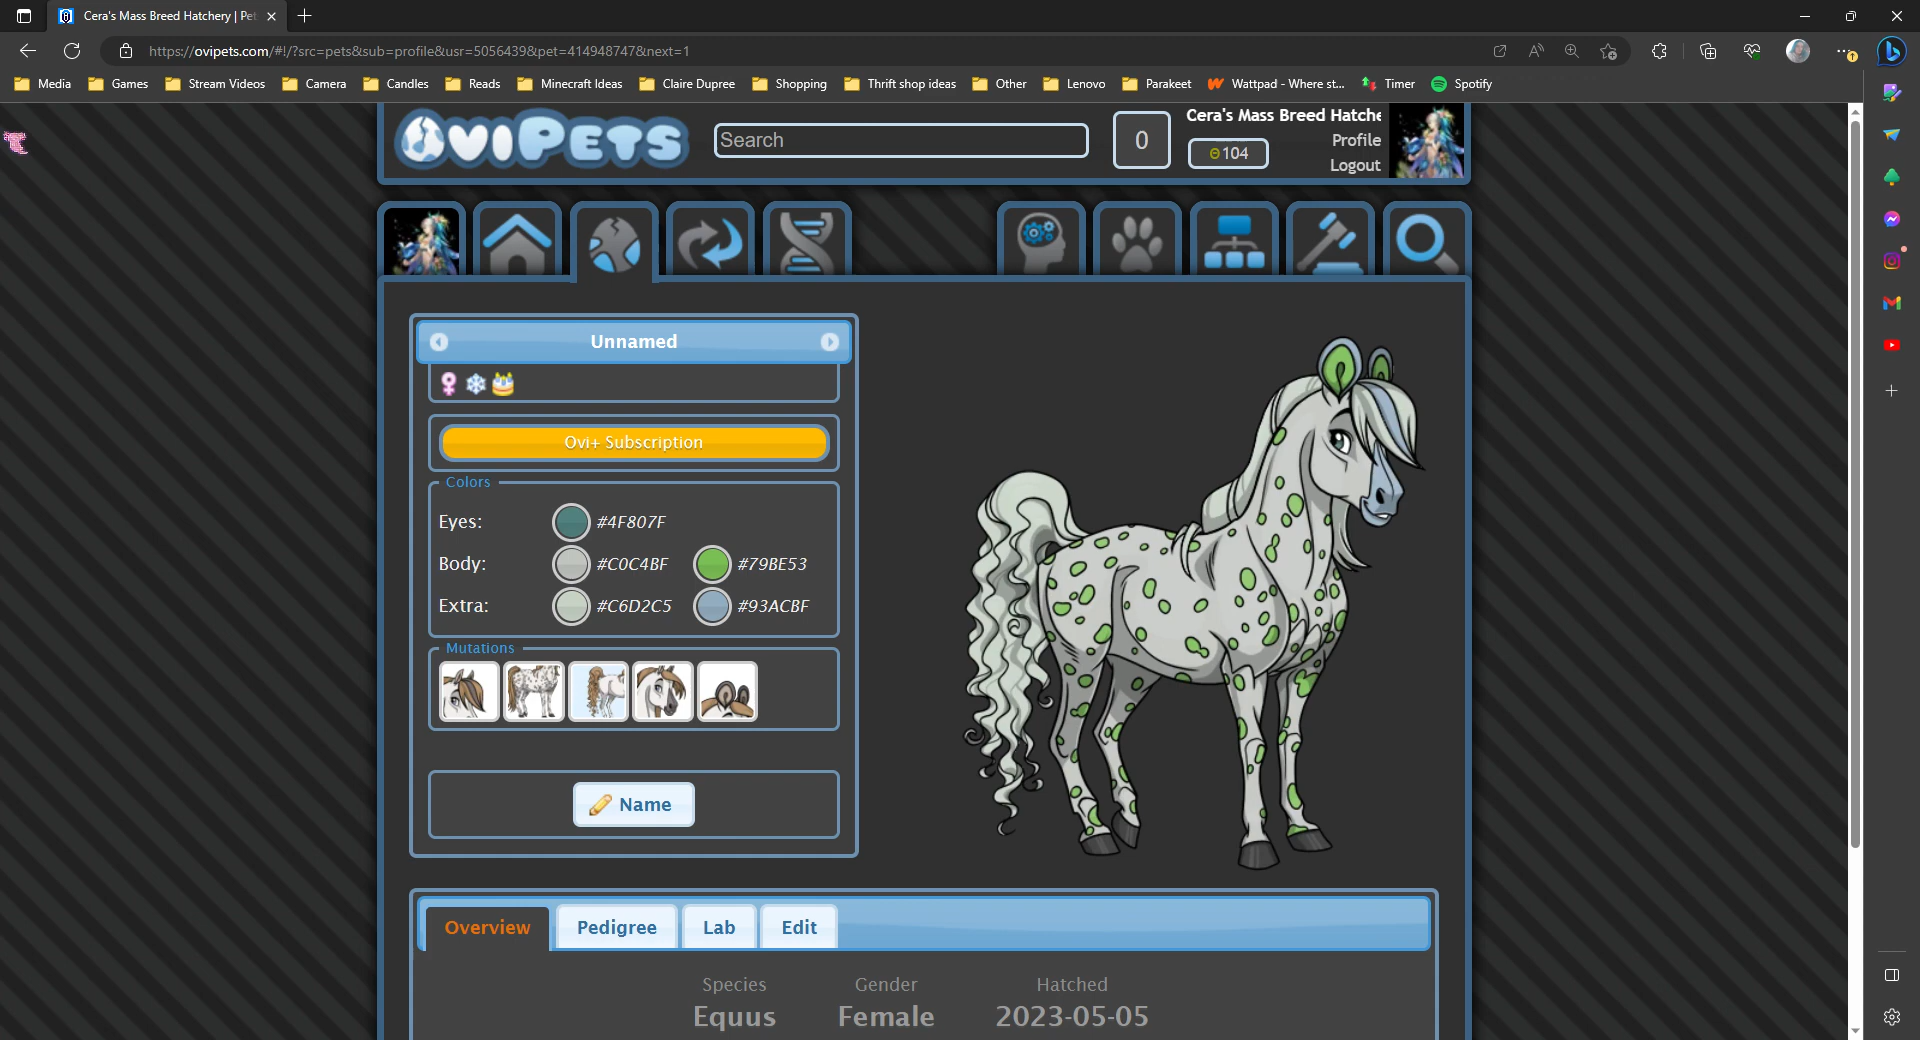 Cera's Mass Breed Hatchery | Pet
https://ovipets.com/#!/?src=pets&sub=profile&usr=5056439&pet=414948747&next=1
Media Games Stream Videos Camera Candles Reads Minecraft Ideas Claire Dupree Shopping Thrift shop ideas Other Lenovo Parakeet Wattpad - Where st... Timer Spotify
OviPets
Search
0
Cera's Mass Breed Hatche
104
Profile
Logout
Unnamed
Ovi+ Subscription
Colors
Eyes: #4F807F
Body: #C0C4BF #79BE53
Extra: #C6D2C5 #93ACBF
Mutations
Name
Overview Pedigree Lab Edit
Species Gender Hatched
Equus Female 2023-05-05